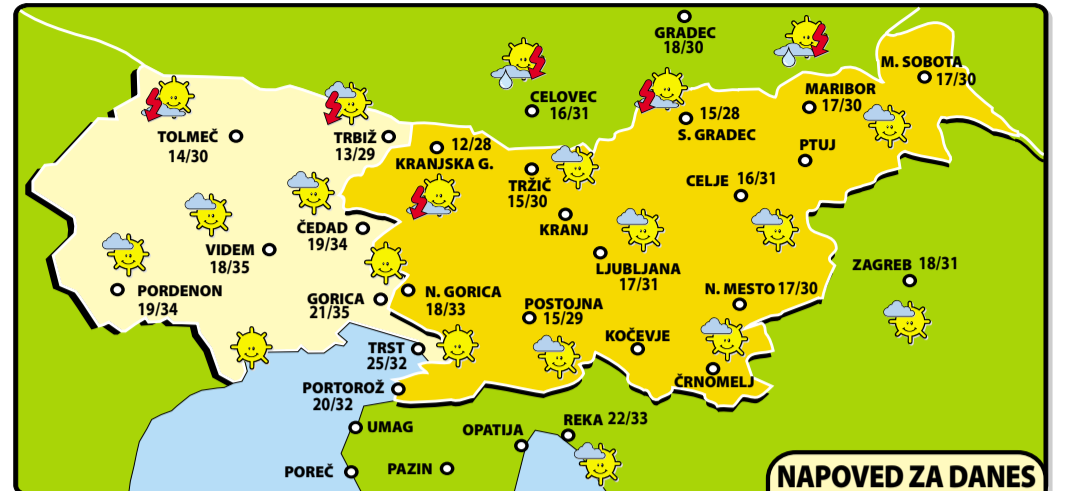 GRADEC
18/30
M. SOBOTA
17/30
CELOVEC
16/31
MARIBOR
17/30
15/28
S. GRADEC
TOLMEČ
14/30
TRBIŽ
13/29
12/28
KRANJSKA G.
PTUJ
TRŽIČ
15/30
CELJE 16/31
KRANJ
ČEDAD
19/34
VIDEM
18/35
LJUBLJANA
17/31
ZAGREB 18/31
PORDENON
19/34
GORICA
21/35
N. GORICA
18/33
N. MESTO 17/30
POSTOJNA
15/29
KOČEVJE
TRST
25/32
ČRNOMELJ
PORTOROŽ
20/32
UMAG
OPATIJA
REKA 22/33
POREČ
PAZIN
NAPOVED ZA DANES